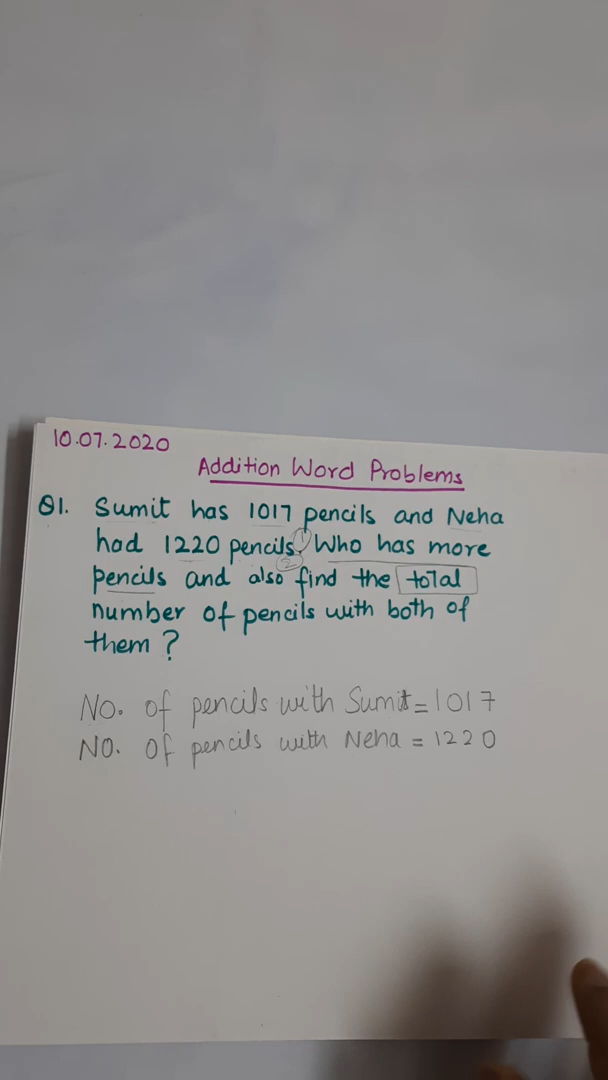 10.07.2020
Addition Word Problems
Q1. Sumit has 1017 pencils and Neha
had 1220 pencils. (1) Who has more
pencils and also (2) find the total
number of pencils with both of
them?
No. of pencils with Sumit = 1017
NO. of pencils with Neha = 1220